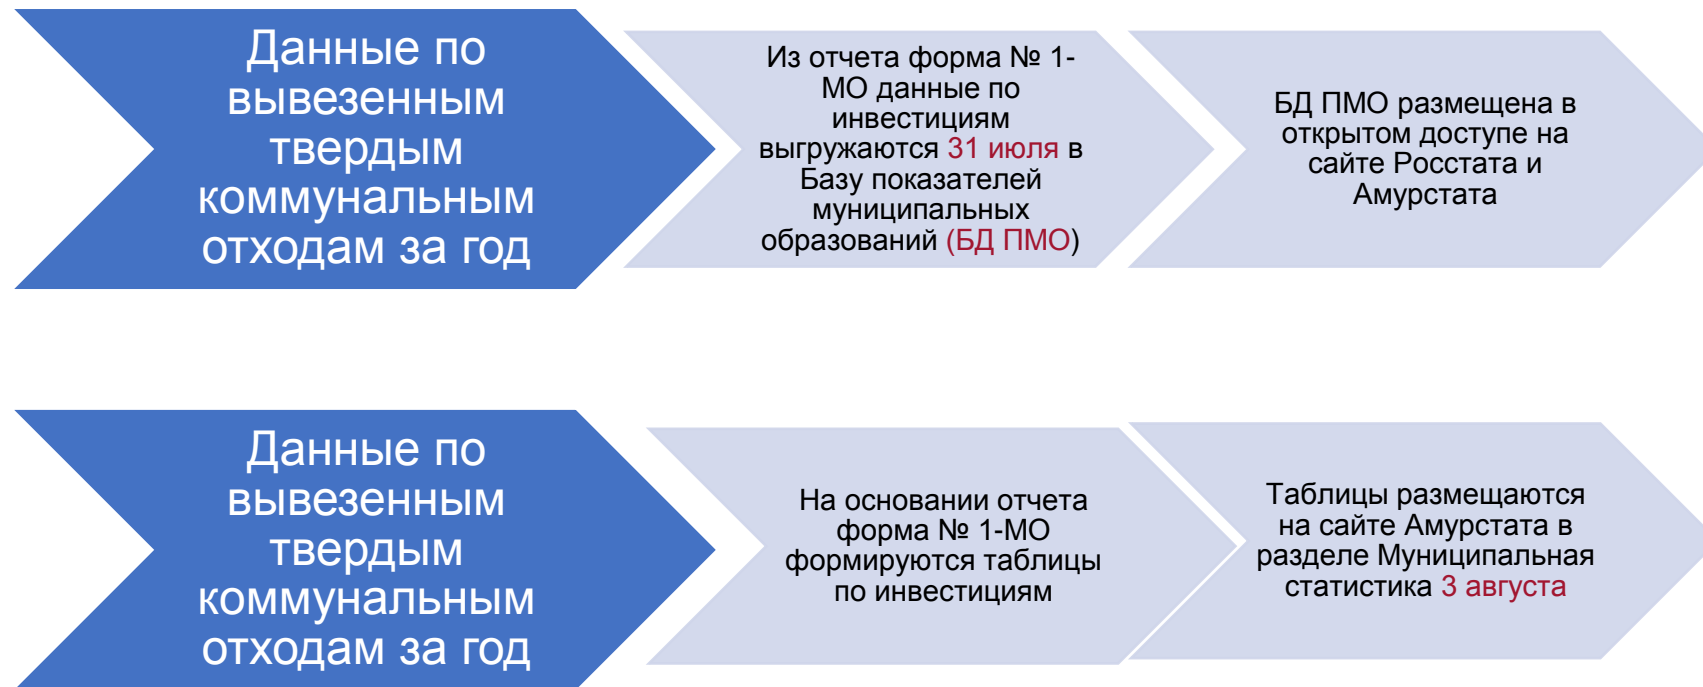 Данные по
вывезенным
твердым
коммунальным
отходам за год
Из отчета форма № 1-
МО данные по
инвестициям
выгружаются 31 июля в
Базу показателей
муниципальных
образований (БД ПМО)
БД ПМО размещена в
открытом доступе на
сайте Росстата и
Амурстата
Данные по
вывезенным
твердым
коммунальным
отходам за год
На основании отчета
форма № 1-МО
формируются таблицы
по инвестициям
Таблицы размещаются
на сайте Амурстата в
разделе Муниципальная
статистика 3 августа